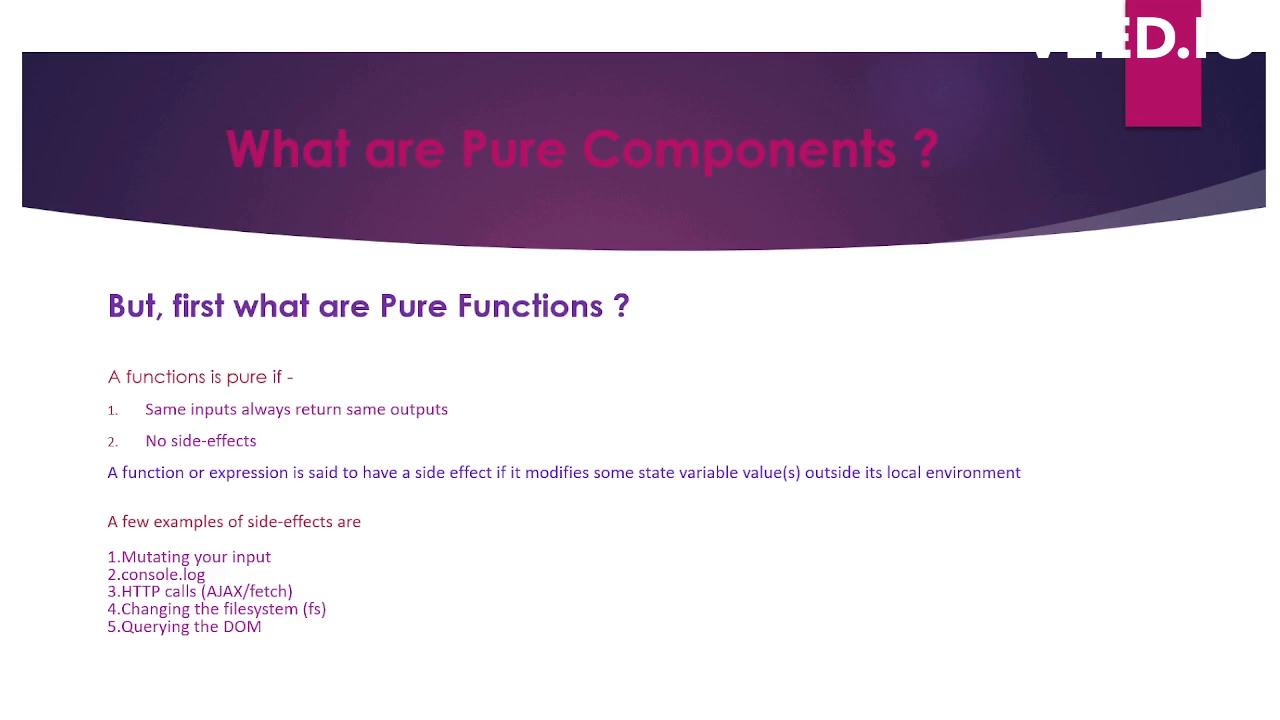 What are Pure Components ?
But, first what are Pure Functions ?
A functions is pure if -
1. Same inputs always return same outputs
2. No side-effects
A function or expression is said to have a side effect if it modifies some state variable value(s) outside its local environment
A few examples of side-effects are
1.Mutating your input
2.console.log
3.HTTP calls (AJAX/fetch)
4.Changing the filesystem (fs)
5.Querying the DOM